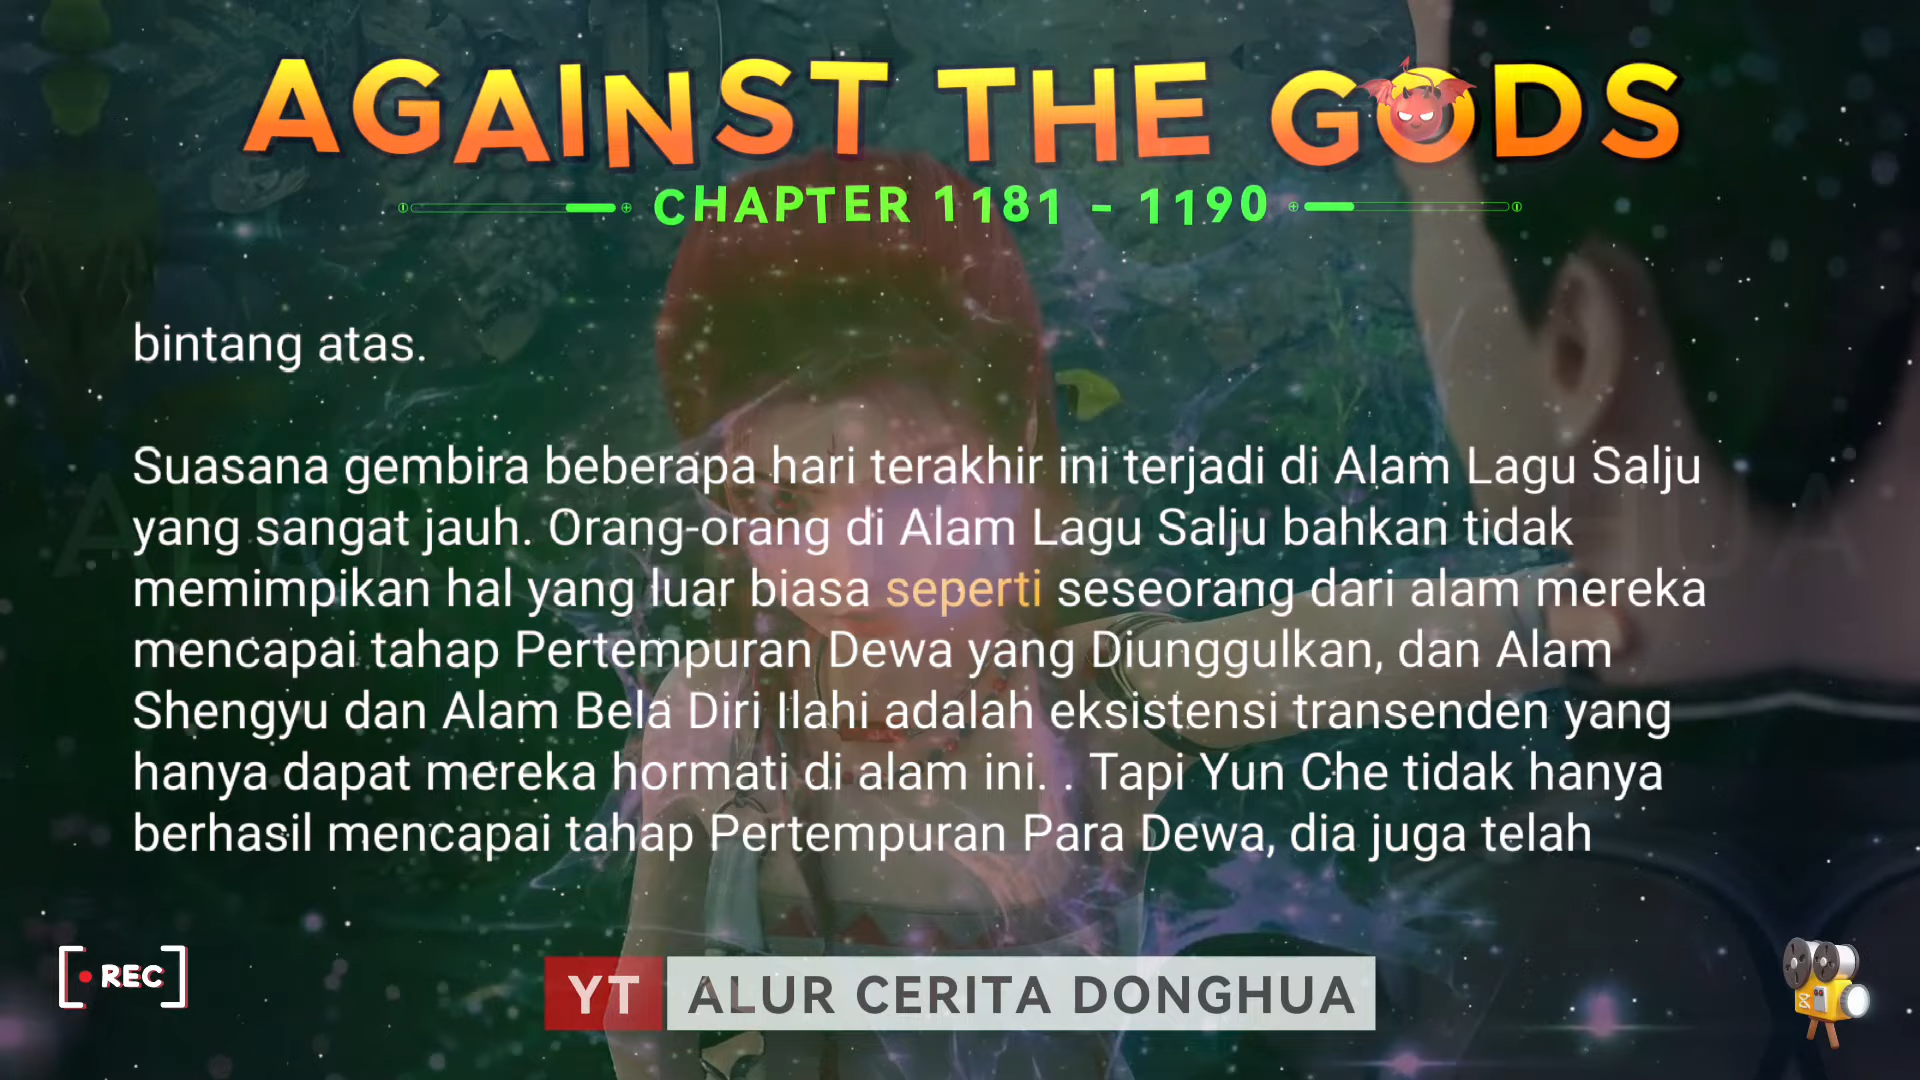 AGAINST THE GODS
CHAPTER 1181 - 1190
bintang atas.
Suasana gembira beberapa hari terakhir ini terjadi di Alam Lagu Salju
yang sangat jauh. Orang-orang di Alam Lagu Salju bahkan tidak
memimpikan hal yang luar biasa seperti seseorang dari alam mereka
mencapai tahap Pertempuran Dewa yang Diunggulkan, dan Alam
Shengyu dan Alam Bela Diri Ilahi adalah eksistensi transenden yang
hanya dapat mereka hormati di alam ini. . Tapi Yun Che tidak hanya
berhasil mencapai tahap Pertempuran Para Dewa, dia juga telah
REC
YT ALUR CERITA DONGHUA